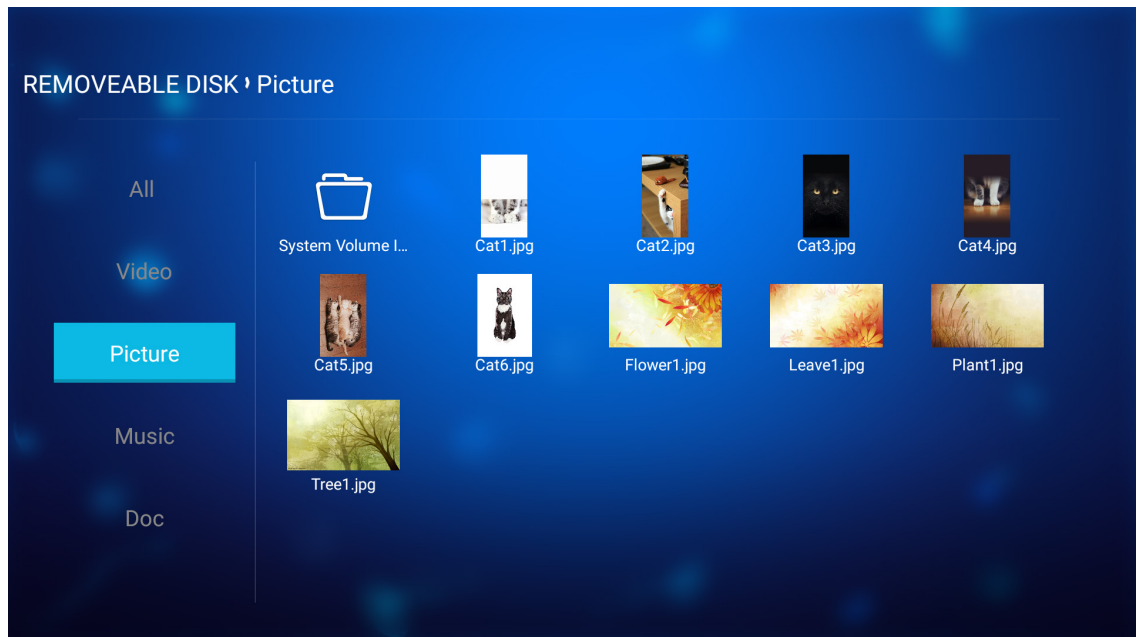 REMOVEABLE DISK Picture
All
Video
Picture
Music
Doc
System Volume I...
Cat1.jpg
Cat2.jpg
Cat3.jpg
Cat4.jpg
Cat5.jpg
Cat6.jpg
Flower1.jpg
Leave1.jpg
Plant1.jpg
Tree1.jpg